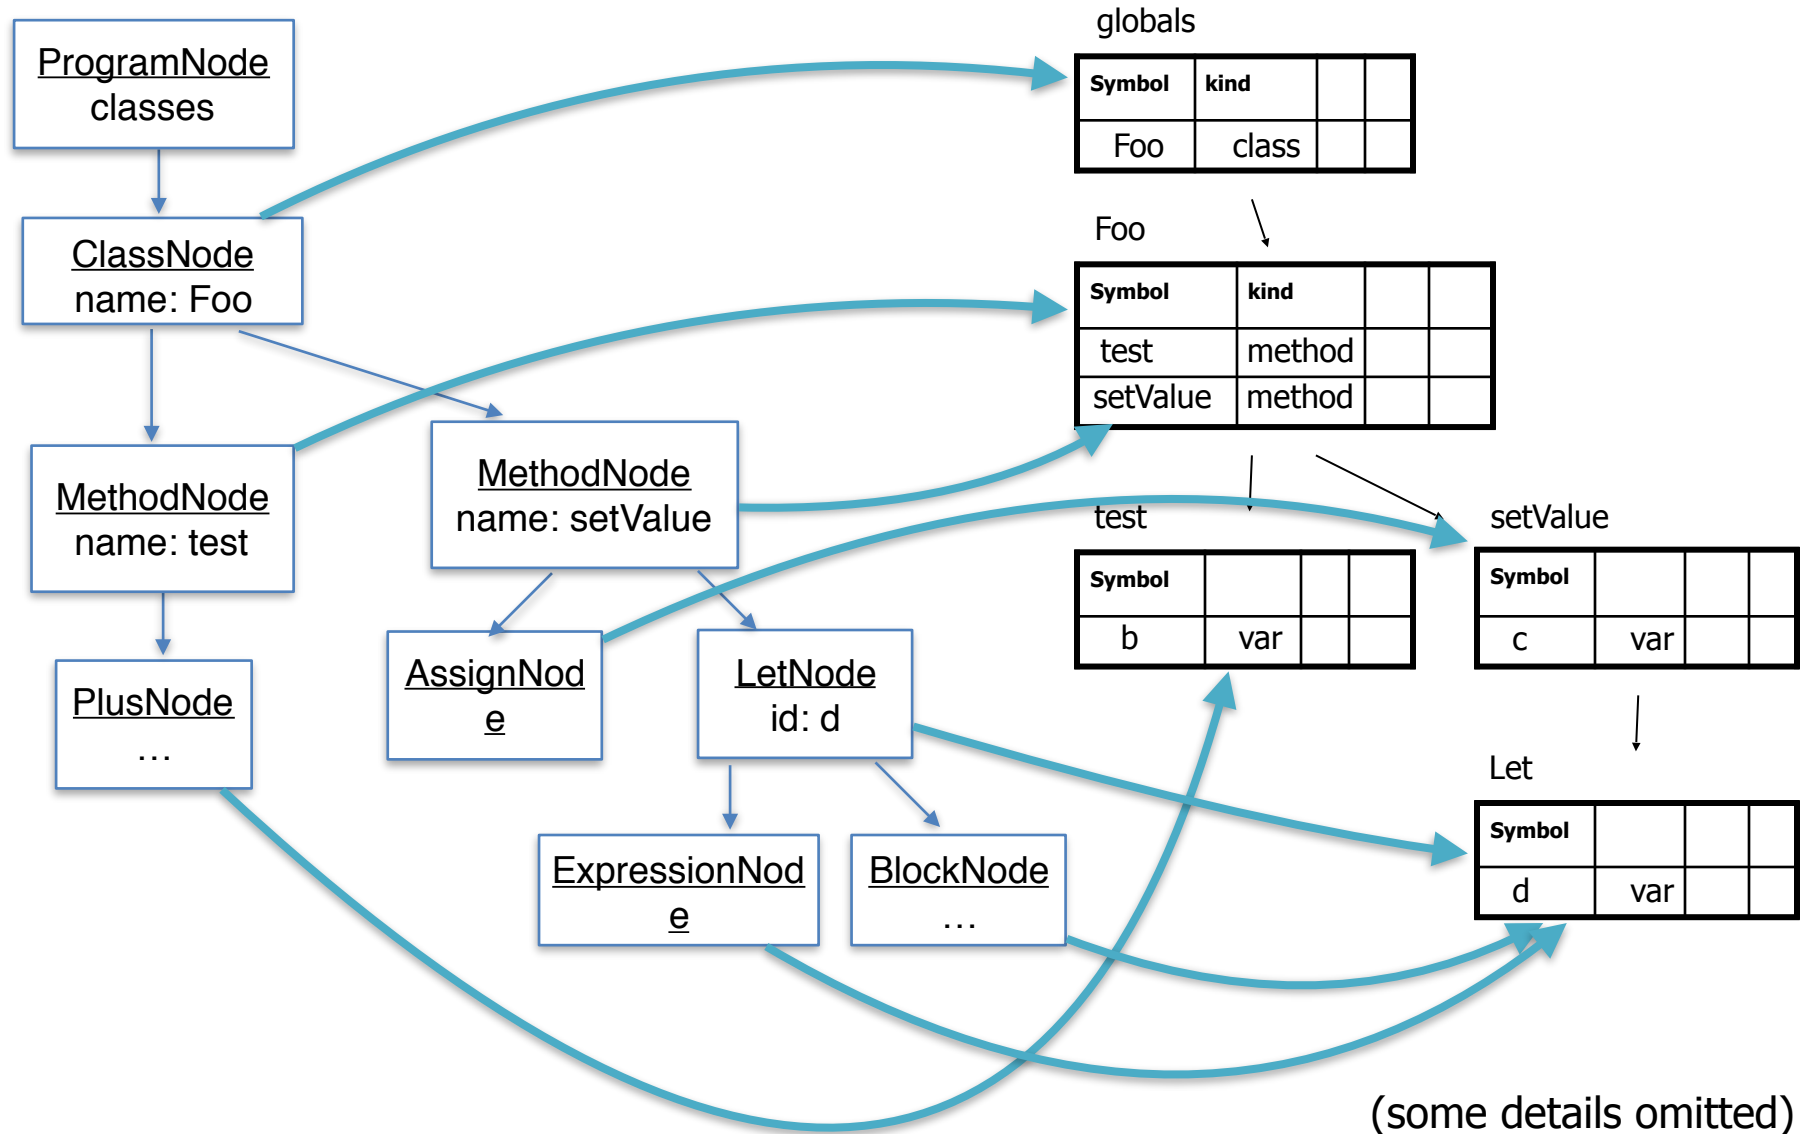 ProgramNode
classes
ClassNode
name: Foo
MethodNode
name: test
MethodNode
name: setValue
PlusNode
…
AssignNod
e
LetNode
id: d
ExpressionNod
e
BlockNode
…
globals
Symbol kind
Foo class
Foo
Symbol kind
test method
setValue method
test
Symbol
b var
setValue
Symbol
c var
Let
Symbol
d var
(some details omitted)